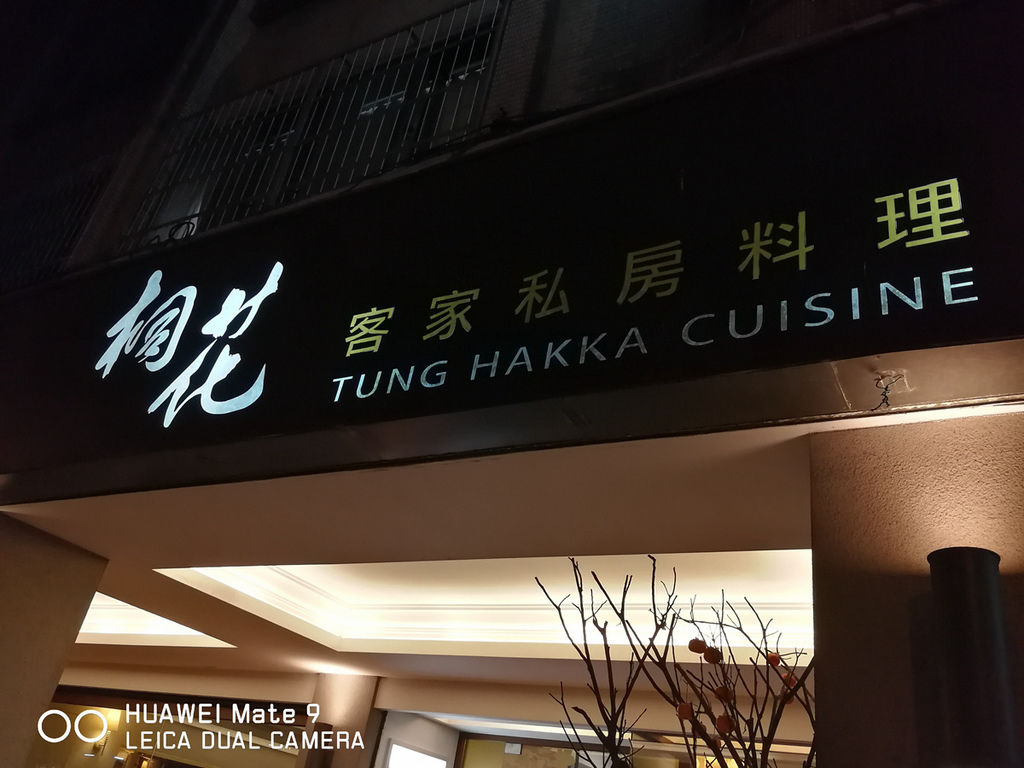 桐花
客家私房料理
TUNG HAKKA CUISINE
HUAWEI Mate 9
LEICA DUAL CAMERA